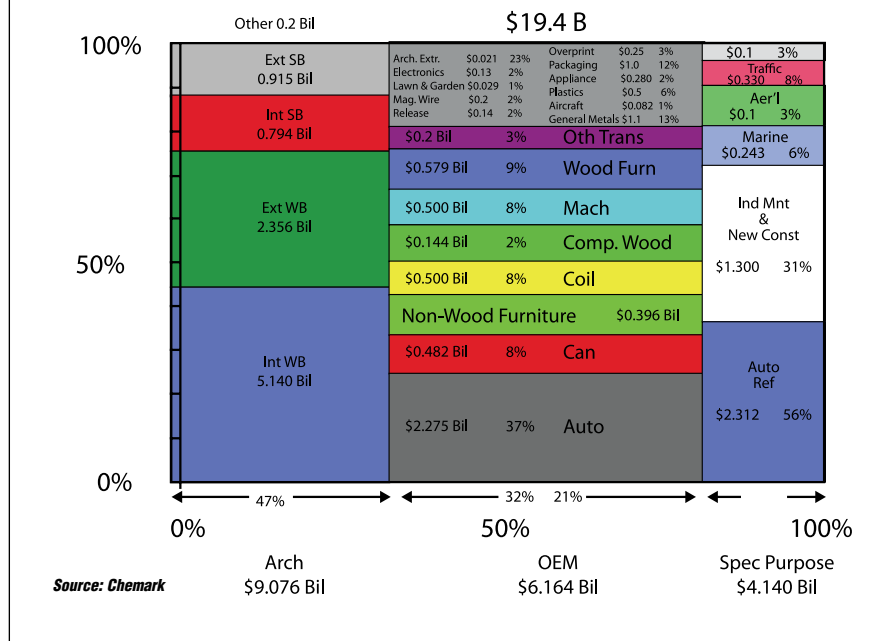 Other 0.2 Bil
$19.4 B
100%
50%
0%
Ext SB
0.915 Bil
Int SB
0.794 Bil
Ext WB
2.356 Bil
Int WB
5.140 Bil
Arch. Extr. $0.021 23%
Electronics $0.13 2%
Lawn & Garden $0.029 1%
Mag. Wire $0.2 2%
Release $0.14 2%
Overprint $0.25 3%
Packaging $1.0 12%
Appliance $0.280 2%
Plastics $0.5 6%
Aircraft $0.082 1%
General Metals $1.1 13%
$0.2 Bil 3% Oth Trans
$0.579 Bil 9% Wood Furn
$0.500 Bil 8% Mach
$0.144 Bil 2% Comp. Wood
$0.500 Bil 8% Coil
Non-Wood Furniture $0.396 Bil
$0.482 Bil 8% Can
$2.275 Bil 37% Auto
$0.1 3%
Traffic
$0.330 8%
Aer'l
$0.1 3%
Marine
$0.243 6%
Ind Mnt
&
New Const
$1.300 31%
Auto
Ref
$2.312 56%
47% 32% 21%
0% 50% 100%
Arch OEM Spec Purpose
$9.076 Bil $6.164 Bil $4.140 Bil
Source: Chemark